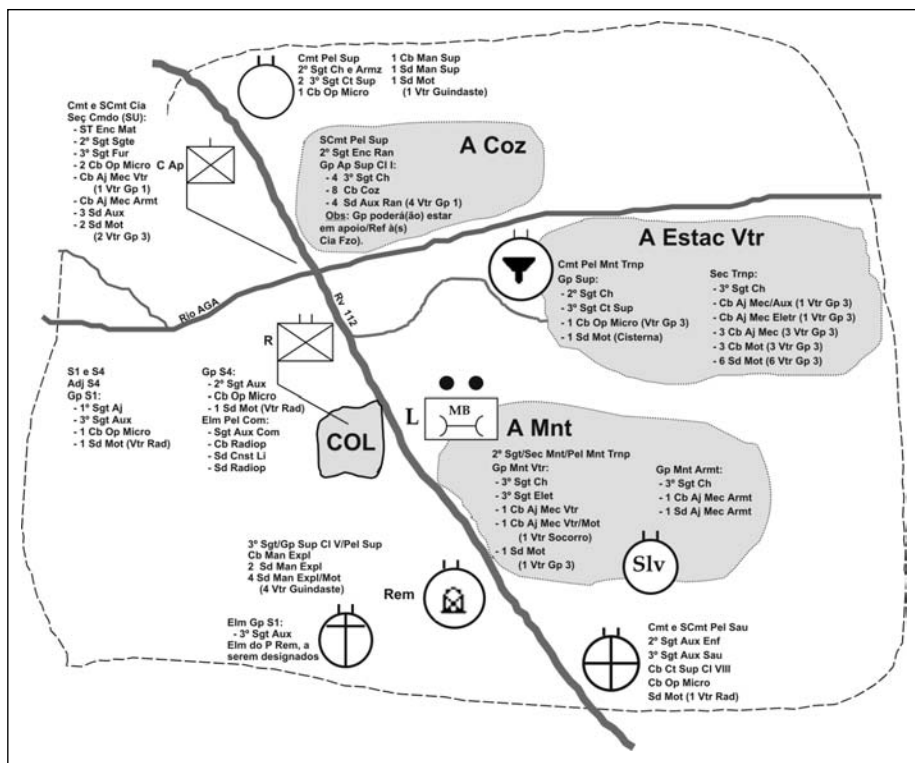 Cmt Pel Sup
2º Sgt Ch e Armz
2 3º Sgt Ct Sup
1 Cb Op Micro
1 Cb Man Sup
1 Sd Man Sup
1 Sd Mot
(1 Vtr Guindaste)
Cmt e SCmt Cia
Seç Cmdo (SU):
- ST Enc Mat
- 2º Sgt Sgte
- 3º Sgt Fur
- 2 Cb Op Micro
- Cb Aj Mec Vtr
(1 Vtr Gp 1)
- Cb Aj Mec Armt
- 3 Sd Aux
- 2 Sd Mot
(2 Vtr Gp 3)
C Ap
A Coz
SCmt Pel Sup
2º Sgt Enc Ran
Gp Ap Sup Cl I:
- 4 3º Sgt Ch
- 8 Cb Coz
- 4 Sd Aux Ran (4 Vtr Gp 1)
Obs: Gp poderá(ão) estar
em apoio/Ref à(s)
Cia Fzo).
A Estac Vtr
Cmt Pel Mnt Trnp
Gp Sup:
- 2º Sgt Ch
- 3º Sgt Ct Sup
- 1 Cb Op Micro (Vtr Gp 3)
- 1 Sd Mot (Cisterna)
Sec Trnp:
- 3º Sgt Ch
- Cb Aj Mec/Aux (1 Vtr Gp 3)
- Cb Aj Mec Eletr (1 Vtr Gp 3)
- 3 Cb Aj Mec (3 Vtr Gp 3)
- 3 Cb Mot (3 Vtr Gp 3)
- 6 Sd Mot (6 Vtr Gp 3)
Rio AGA
Rv 112
R
S1 e S4
Adj S4
Gp S1:
- 1º Sgt Aj
- 3º Sgt Aux
- 1 Cb Op Micro
- 1 Sd Mot (Vtr Rad)
Gp S4:
- 2º Sgt Aux
- Cb Op Micro
- 1 Sd Mot (Vtr Rad)
Elm Pel Com:
- Sgt Aux Com
- Cb Radiop
- Sd Cnst Li
- Sd Radiop
COL
L
MB
A Mnt
2º Sgt/Sec Mnt/Pel Mnt Trnp
Gp Mnt Vtr:
- 3º Sgt Ch
- 3º Sgt Elet
- 1 Cb Aj Mec Vtr
- 1 Cb Aj Mec Vtr/Mot
(1 Vtr Socorro)
- 1 Sd Mot
(1 Vtr Gp 3)
Gp Mnt Armt:
- 3º Sgt Ch
- 1 Cb Aj Mec Armt
- 1 Sd Aj Mec Armt
Slv
3º Sgt/Gp Sup Cl V/Pel Sup
Cb Man Expl
2 Sd Man Expl
4 Sd Man Expl/Mot
(4 Vtr Guindaste)
Rem
Elm Gp S1:
- 3º Sgt Aux
Elm do P Rem, a
serem designados
Cmt e SCmt Pel Sau
2º Sgt Aux Enf
3º Sgt Aux Sau
Cb Ct Sup Cl VIII
Cb Op Micro
Sd Mot (1 Vtr Rad)